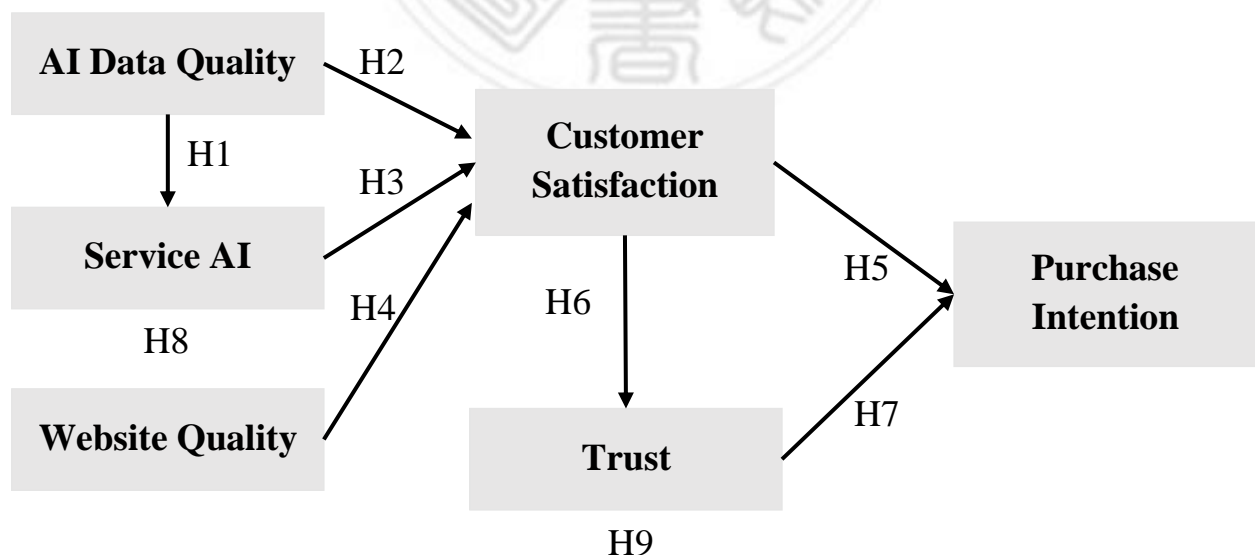 AI Data Quality
H2
H1
Customer
Satisfaction
H3
Service AI
H4
H8
H5
H6
Purchase
Intention
Website Quality
H7
Trust
H9